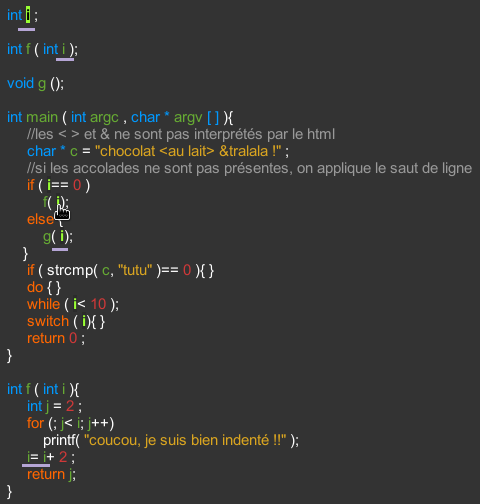 int i ;
int f ( int i );
void g ();
int main ( int argc , char * argv [ ] ){
//les < > et & ne sont pas interprétés par le html
char * c = "chocolat <au lait> &tralala !" ;
//si les accolades ne sont pas présentes, on applique le saut de ligne
if ( i== 0 )
f( i);
else {
g( i);
}
if ( strcmp( c, "tutu" )== 0 ){ }
do { }
while ( i< 10 );
switch ( i){ }
return 0 ;
}
int f ( int i ){
int j = 2 ;
for (; j< i; j++)
printf( "coucou, je suis bien indenté !!" );
i= i+ 2 ;
return j;
}